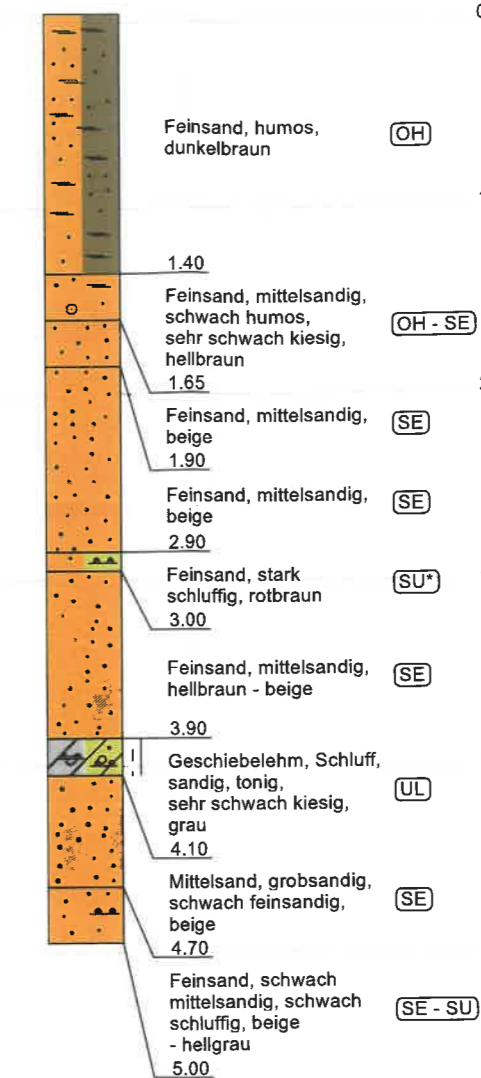 0
Feinsand, humos, OH
dunkelbraun
1.40
Feinsand, mittelsandig,
schwach humos, OH - SE
sehr schwach kiesig,
hellbraun
1.65
Feinsand, mittelsandig, SE
beige
1.90
Feinsand, mittelsandig, SE
beige
2.90
Feinsand, stark SU*
schluffig, rotbraun
3.00
Feinsand, mittelsandig, SE
hellbraun - beige
3.90
Geschiebelehm, Schluff,
sandig, tonig, UL
sehr schwach kiesig,
grau
4.10
Mittelsand, grobsandig,
schwach feinsandig, SE
beige
4.70
Feinsand, schwach
mittelsandig, schwach SE - SU
schluffig, beige
- hellgrau
5.00